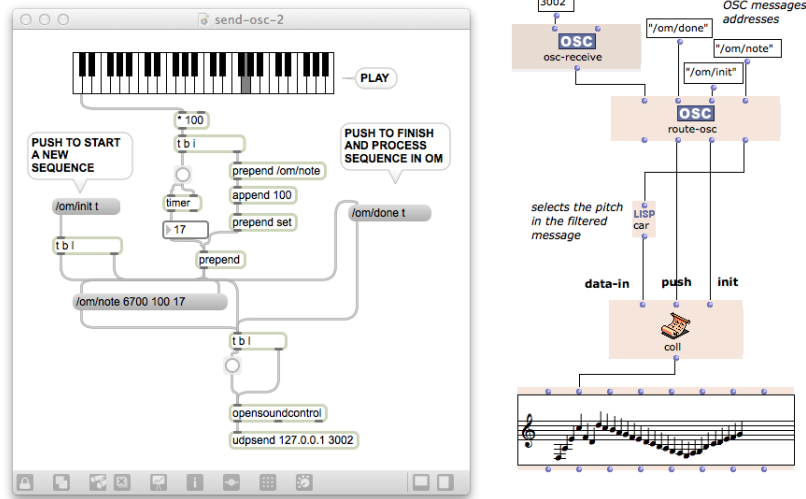 send-osc-2
PLAY
* 100
t b i
PUSH TO START
A NEW
SEQUENCE
PUSH TO FINISH
AND PROCESS
SEQUENCE IN OM
prepend /om/note
append 100
prepend set
/om/init t
timer
17
/om/done t
t b l
prepend
/om/note 6700 100 17
t b l
opensoundcontrol
udpsend 127.0.0.1 3002
3002
OSC messages
addresses
"/om/done"
"/om/note"
"/om/init"
OSC
osc-receive
OSC
route-osc
selects the pitch
in the filtered
message
LISP
car
data-in
push
init
coll